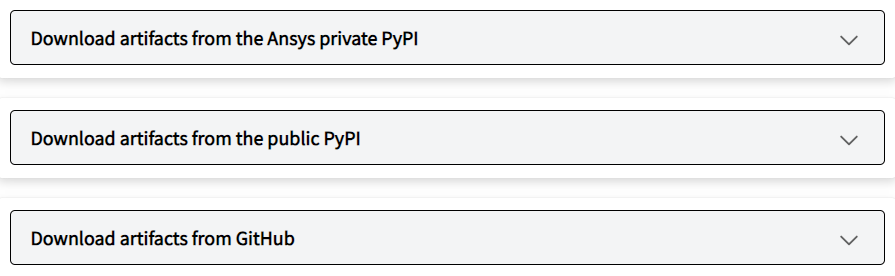 Download artifacts from the Ansys private PyPI
Download artifacts from the public PyPI
Download artifacts from GitHub